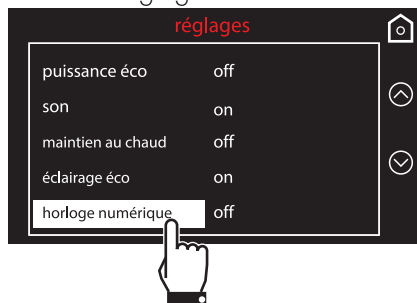 réglages
puissance éco off
son on
maintien au chaud off
éclairage éco on
horloge numérique off